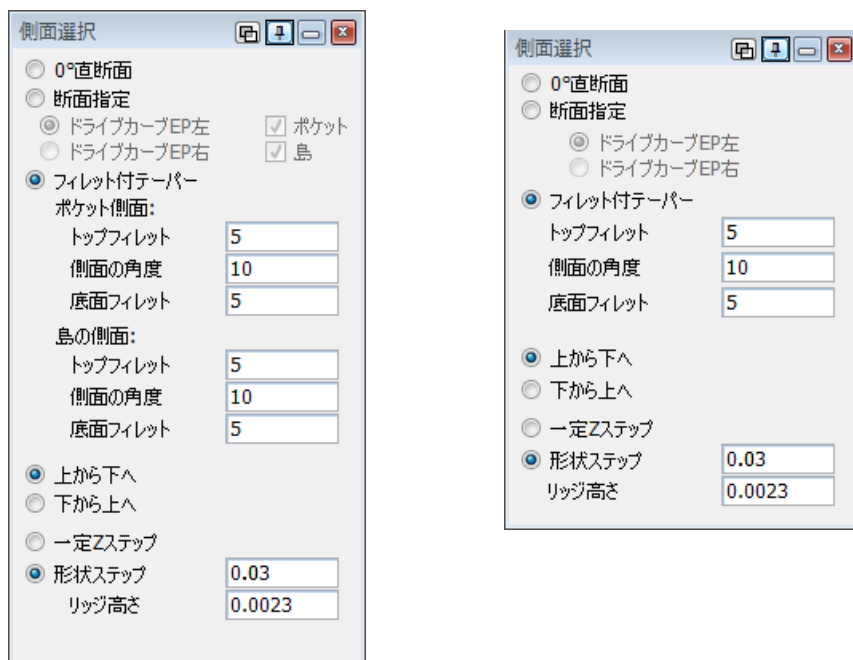 側面選択
0°直断面
断面指定
ドライブカーブEP左 ポケット
ドライブカーブEP右 島
フィレット付テーパー
ポケット側面:
トップフィレット 5
側面の角度 10
底面フィレット 5
島の側面:
トップフィレット 5
側面の角度 10
底面フィレット 5
上から下へ
下から上へ
一定Zステップ
形状ステップ 0.03
リッジ高さ 0.0023
側面選択
0°直断面
断面指定
ドライブカーブEP左
ドライブカーブEP右
フィレット付テーパー
トップフィレット 5
側面の角度 10
底面フィレット 5
上から下へ
下から上へ
一定Zステップ
形状ステップ 0.03
リッジ高さ 0.0023